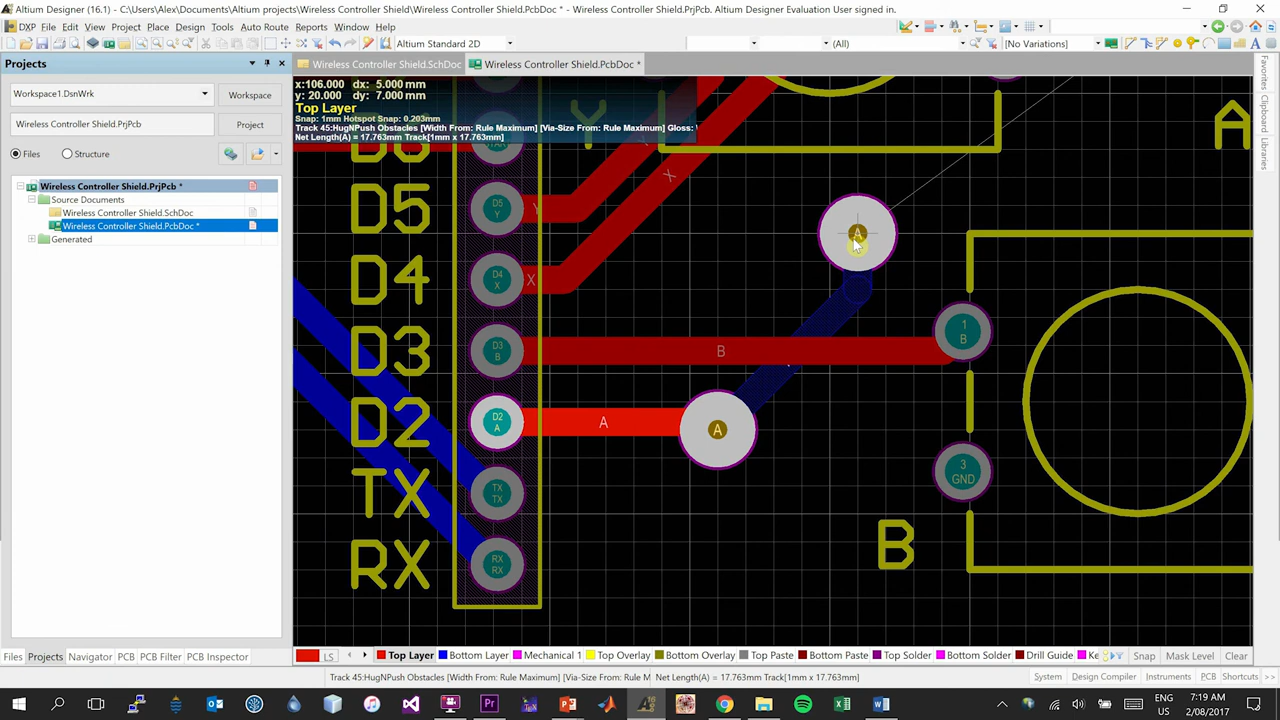 Altium Designer (16.1) - C:\Users\Alex\Documents\Altium projects\Wireless Controller Shield\Wireless Controller Shield.PcbDoc * - Wireless Controller Shield.PrjPcb. Altium Designer Evaluation User signed in.
DXP File Edit View Project Place Design Tools Auto Route Reports Window Help
Altium Standard 2D (All) [No Variations]
Projects
Wireless Controller Shield.SchDoc Wireless Controller Shield.PcbDoc *
Workspace1.DsnWrk Workspace
Wireless Controller Shield.PrjPcb Project
Files Structure
Wireless Controller Shield.PrjPcb *
Source Documents
Wireless Controller Shield.SchDoc
Wireless Controller Shield.PcbDoc *
Generated
x:106.000 dx: 5.000 mm
y: 20.000 dy: 7.000 mm
Top Layer
Snap: 1mm Hotspot Snap: 0.203mm
Track 45:HugNPush Obstacles [Width From: Rule Maximum] [Via-Size From: Rule Maximum] Gloss:
Net Length(A) = 17.763mm Track[1mm x 17.763mm]
Y
A
X
D5
D5
Y
Y
A
D4
D4
X
X
D3
D3
B
B
1
B
D2
D2
A
A
A
3
GND
TX
TX
TX
B
RX
RX
RX
Favorites
Clipboard
Libraries
Files Projects Navigator PCB PCB Filter PCB Inspector
LS Top Layer Bottom Layer Mechanical 1 Top Overlay Bottom Overlay Top Paste Bottom Paste Top Solder Bottom Solder Drill Guide Ke Snap Mask Level Clear
Track 45:HugNPush Obstacles [Width From: Rule Maximum] [Via-Size From: Rule M Net Length(A) = 17.763mm Track[1mm x 17.763mm] System Design Compiler Instruments PCB Shortcuts >>
ENG 7:19 AM
US 2/08/2017